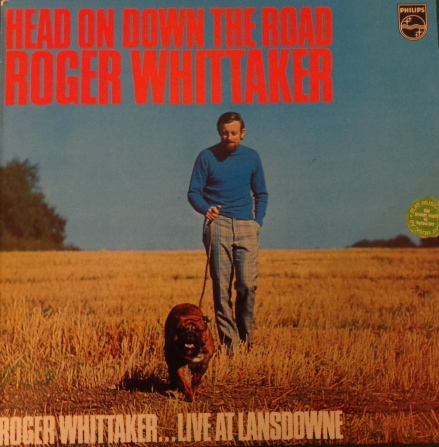 HEAD ON DOWN THE ROAD
PHILIPS
ROGER WHITTAKER
ROGER WHITTAKER...LIVE AT LANSDOWNE